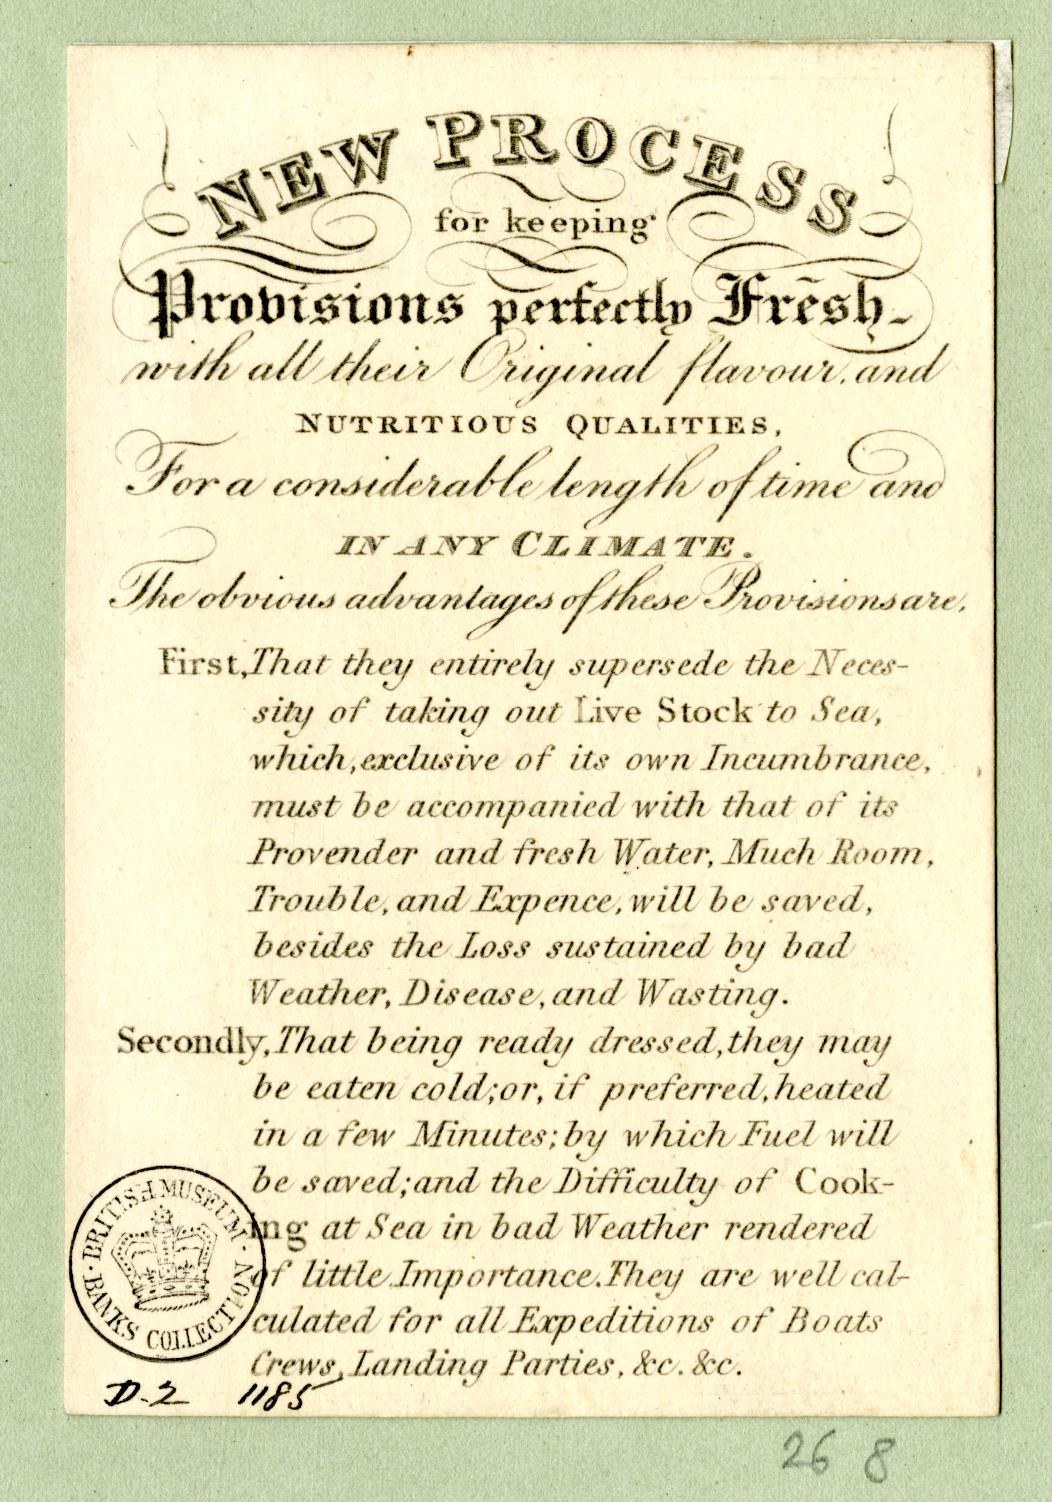 NEW PROCESS
for keeping
Provisions perfectly Fresh
with all their Original flavour, and
NUTRITIOUS QUALITIES,
For a considerable length of time and
IN ANY CLIMATE.
The obvious advantages of these Provisions are,
First, That they entirely supersede the Neces-
sity of taking out Live Stock to Sea,
which, exclusive of its own Incumbrance,
must be accompanied with that of its
Provender and fresh Water, Much Room,
Trouble, and Expence, will be saved,
besides the Loss sustained by bad
Weather, Disease, and Wasting.
Secondly, That being ready dressed, they may
be eaten cold; or, if preferred, heated
in a few Minutes; by which Fuel will
be saved; and the Difficulty of Cook-
ing at Sea in bad Weather rendered
of little Importance. They are well cal-
culated for all Expeditions of Boats
Crews, Landing Parties, &c. &c.
BRITISH MUSEUM
BANKS COLLECTION
D.2 1185
26 8